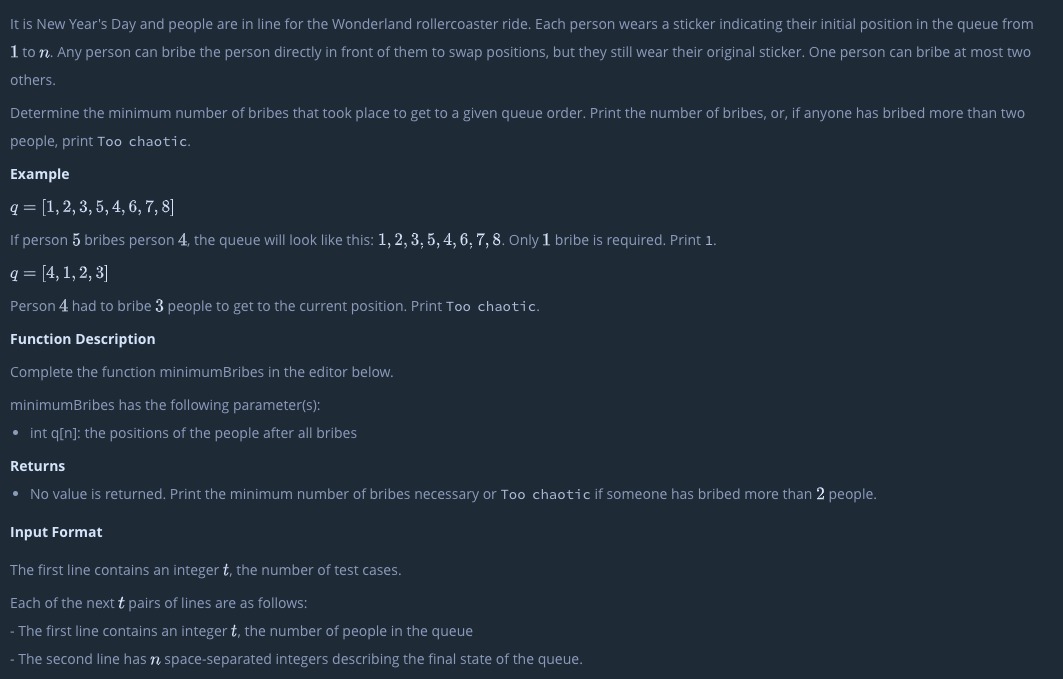 It is New Year's Day and people are in line for the Wonderland rollercoaster ride. Each person wears a sticker indicating their initial position in the queue from
1 to n. Any person can bribe the person directly in front of them to swap positions, but they still wear their original sticker. One person can bribe at most two
others.
Determine the minimum number of bribes that took place to get to a given queue order. Print the number of bribes, or, if anyone has bribed more than two
people, print Too chaotic.
Example
q = [1, 2, 3, 5, 4, 6, 7, 8]
If person 5 bribes person 4, the queue will look like this: 1, 2, 3, 5, 4, 6, 7, 8. Only 1 bribe is required. Print 1.
q = [4, 1, 2, 3]
Person 4 had to bribe 3 people to get to the current position. Print Too chaotic.
Function Description
Complete the function minimumBribes in the editor below.
minimumBribes has the following parameter(s):
• int q[n]: the positions of the people after all bribes
Returns
• No value is returned. Print the minimum number of bribes necessary or Too chaotic if someone has bribed more than 2 people.
Input Format
The first line contains an integer t, the number of test cases.
Each of the next t pairs of lines are as follows:
- The first line contains an integer t, the number of people in the queue
- The second line has n space-separated integers describing the final state of the queue.